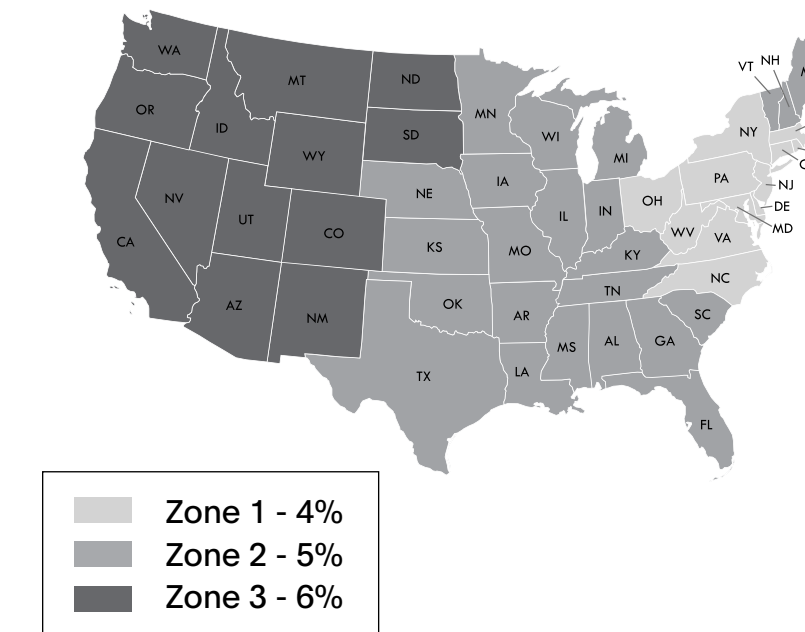 WA
MT
ND
MN
VT
NH
OR
ID
SD
WI
MI
NY
WY
NE
IA
PA
NJ
NV
UT
CO
IL
IN
OH
DE
MD
CA
KS
MO
KY
WV
VA
AZ
NM
OK
AR
TN
NC
SC
TX
LA
MS
AL
GA
FL
Zone 1 - 4%
Zone 2 - 5%
Zone 3 - 6%